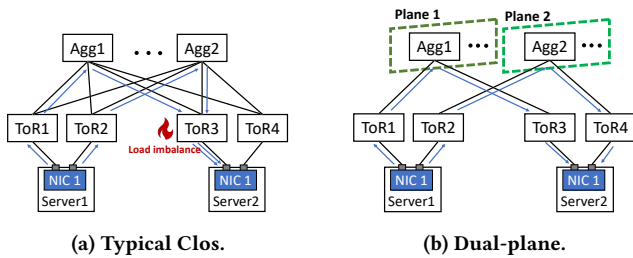 Plane 1
Plane 2
Agg1
Agg2
Agg1
Agg2
ToR1
ToR2
ToR3
ToR4
Load imbalance
NIC 1
Server1
NIC 1
Server2
ToR1
ToR2
ToR3
ToR4
NIC 1
Server1
NIC 1
Server2
(a) Typical Clos.
(b) Dual-plane.